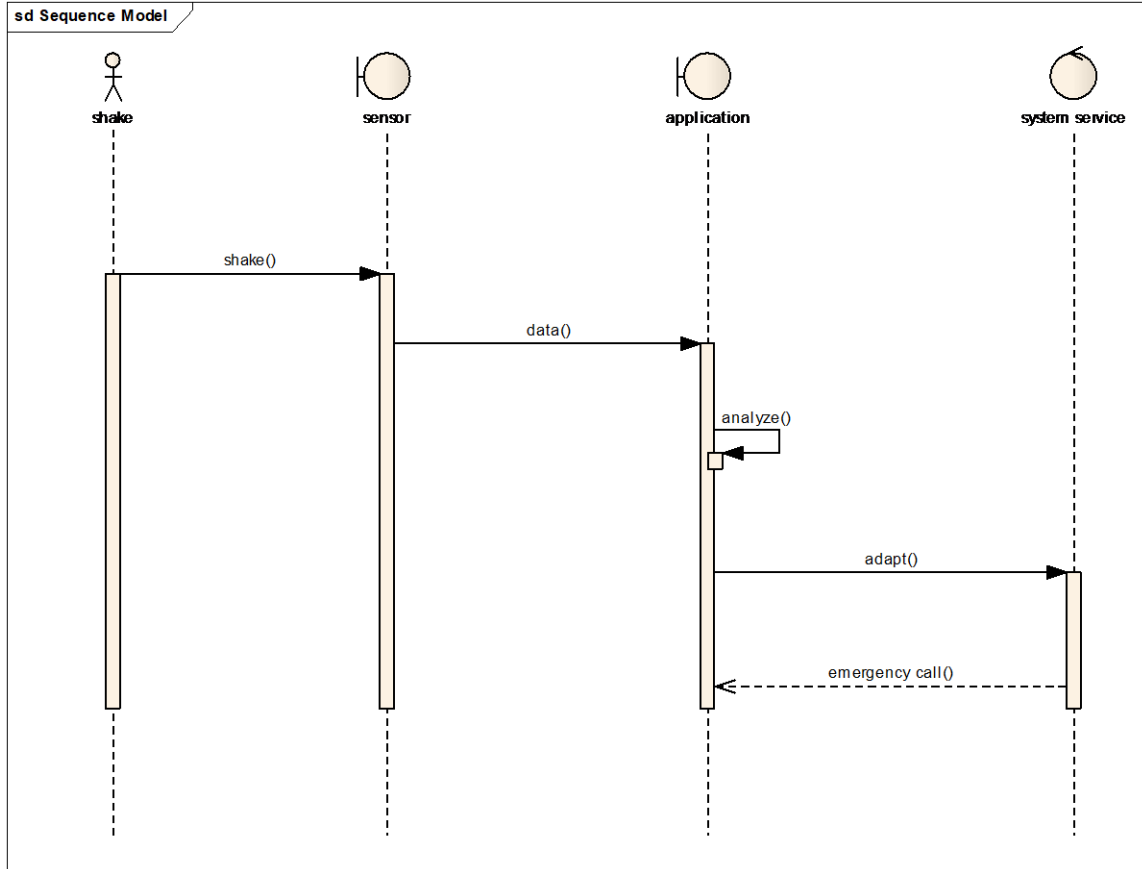 sd Sequence Model
shake
sensor
application
system service
shake()
data()
analyze()
adapt()
emergency call()